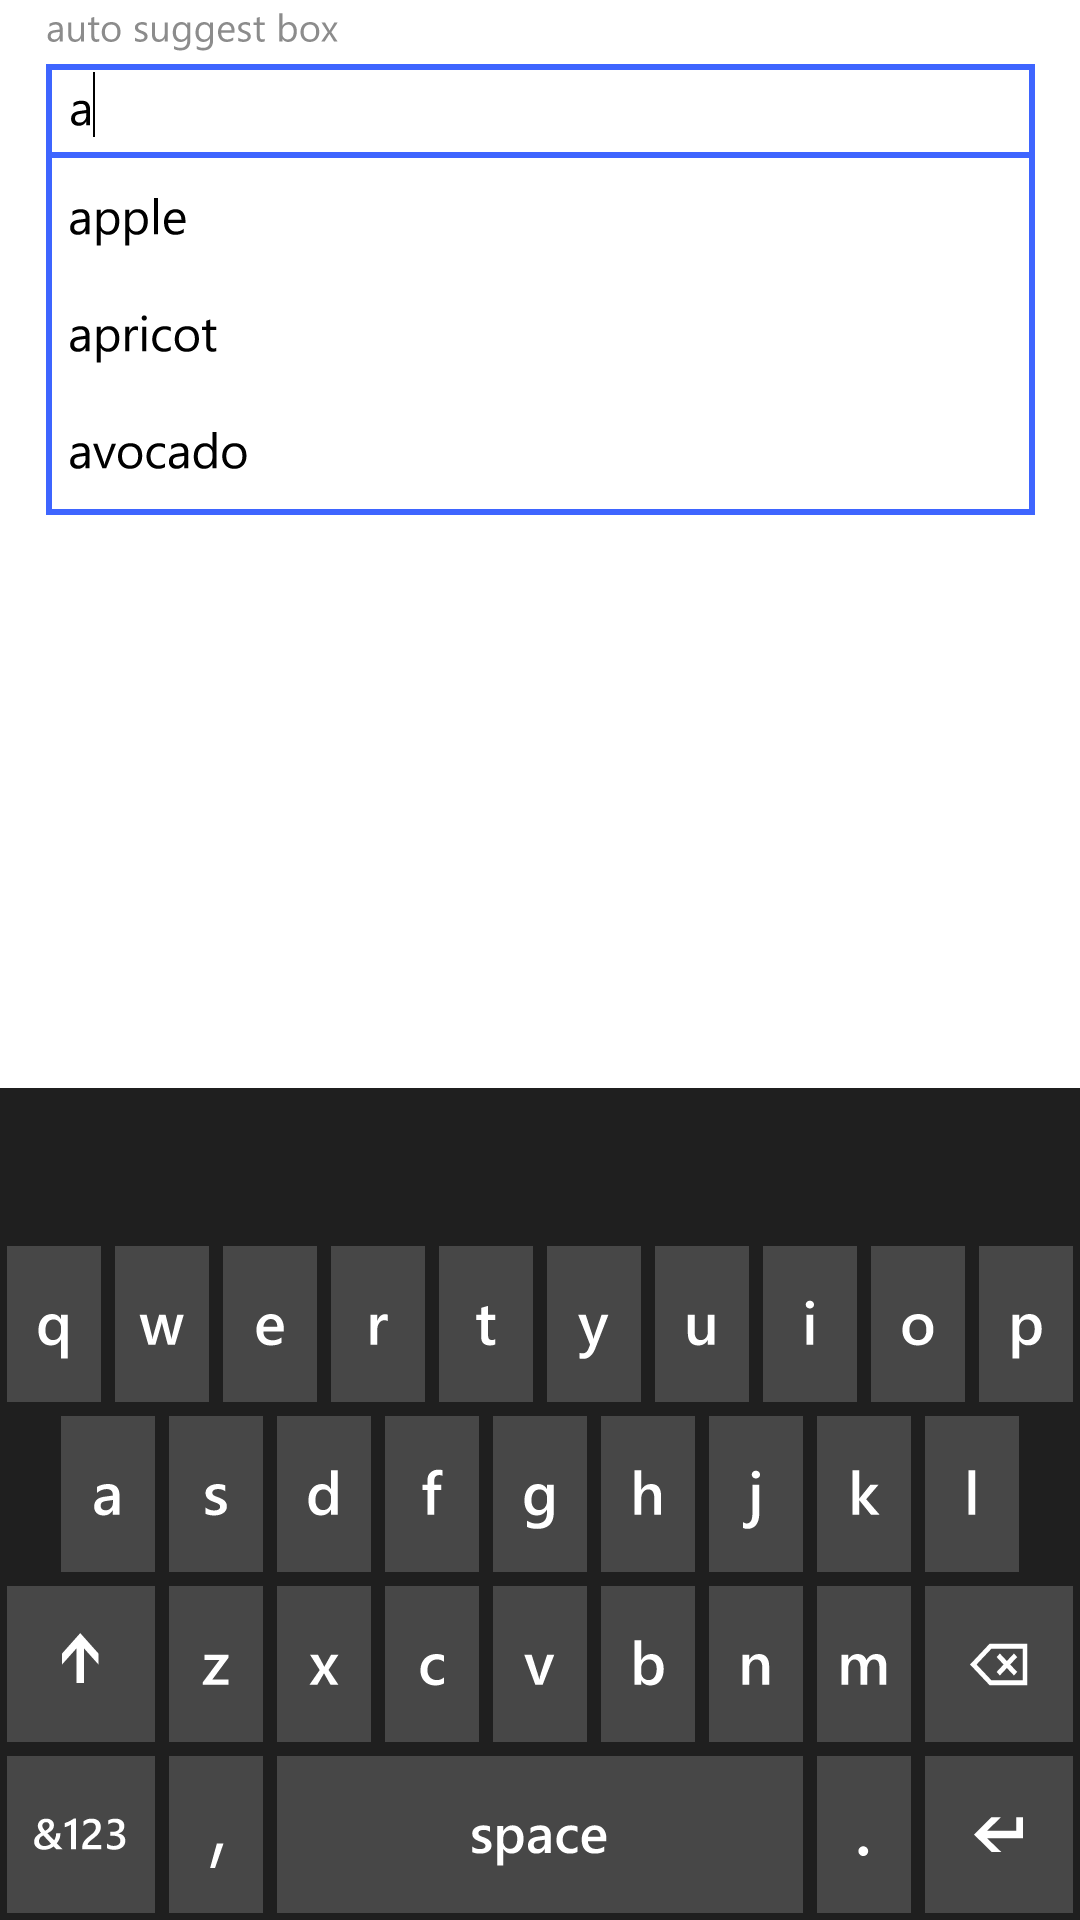 auto suggest box
a
apple
apricot
avocado
q w e r t y u i o p
a s d f g h j k l
z x c v b n m
&123 , space .